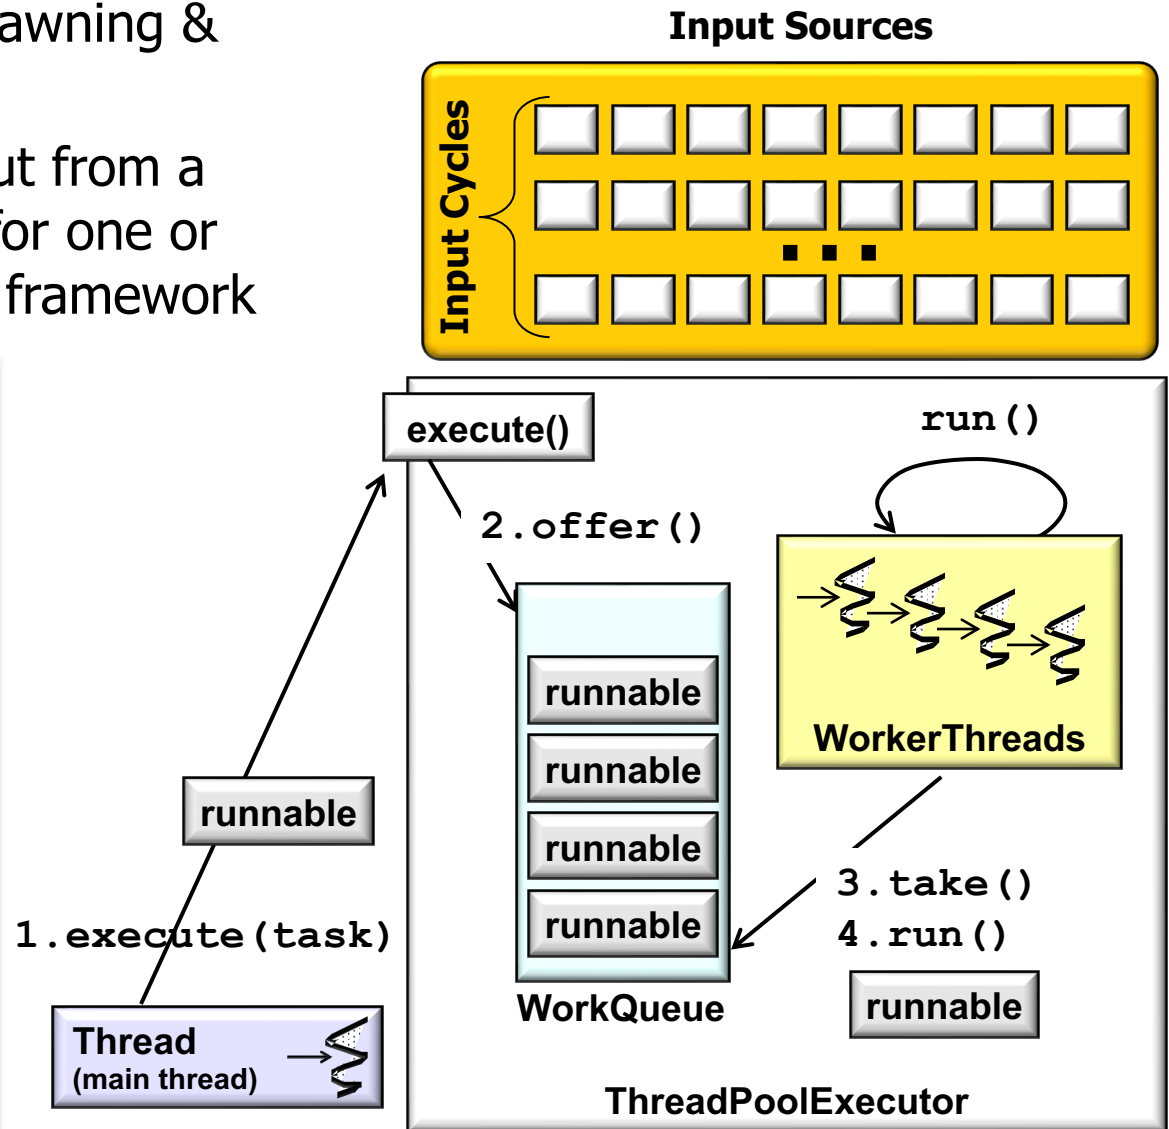 awning &
ut from a
for one or
framework
Input Sources
Input Cycles
execute()
run()
2.offer()
runnable
runnable
runnable
runnable
WorkQueue
WorkerThreads
3.take()
4.run()
runnable
runnable
1.execute(task)
Thread
(main thread)
ThreadPoolExecutor